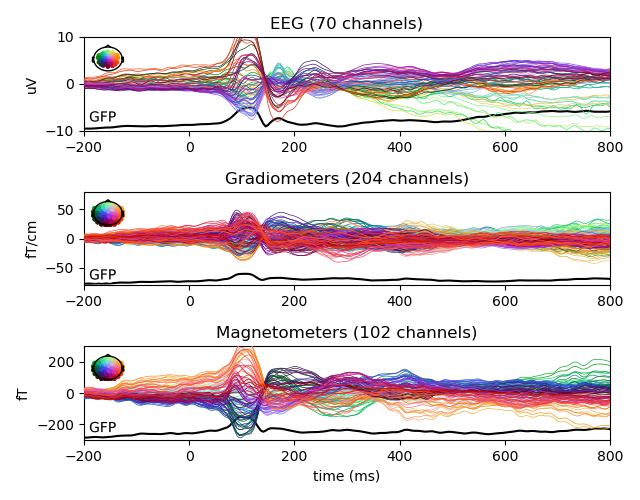 EEG (70 channels)
10
0
−10
uV
GFP
−200 0 200 400 600 800
Gradiometers (204 channels)
50
0
−50
fT/cm
GFP
−200 0 200 400 600 800
Magnetometers (102 channels)
200
0
−200
fT
GFP
−200 0 200 400 600 800
time (ms)